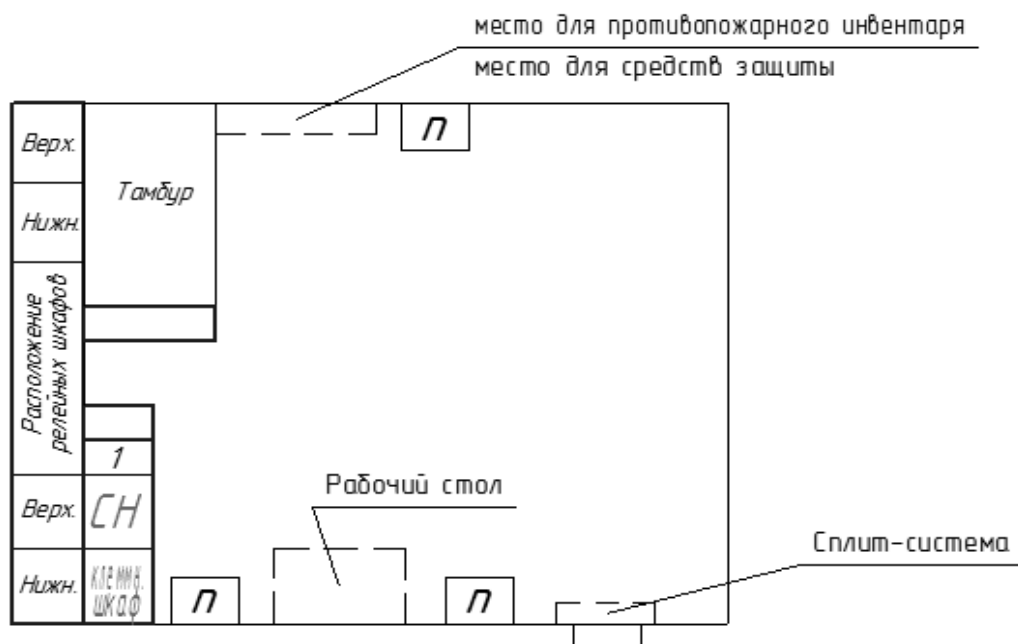 место для противопожарного инвентаря
место для средств защиты
Верх.
П
Тамбур
Нижн.
Расположение
релейных шкафов
1
Рабочий стол
Верх.
СН
Сплит-система
Нижн.
клеммн.
шкаф
П
П